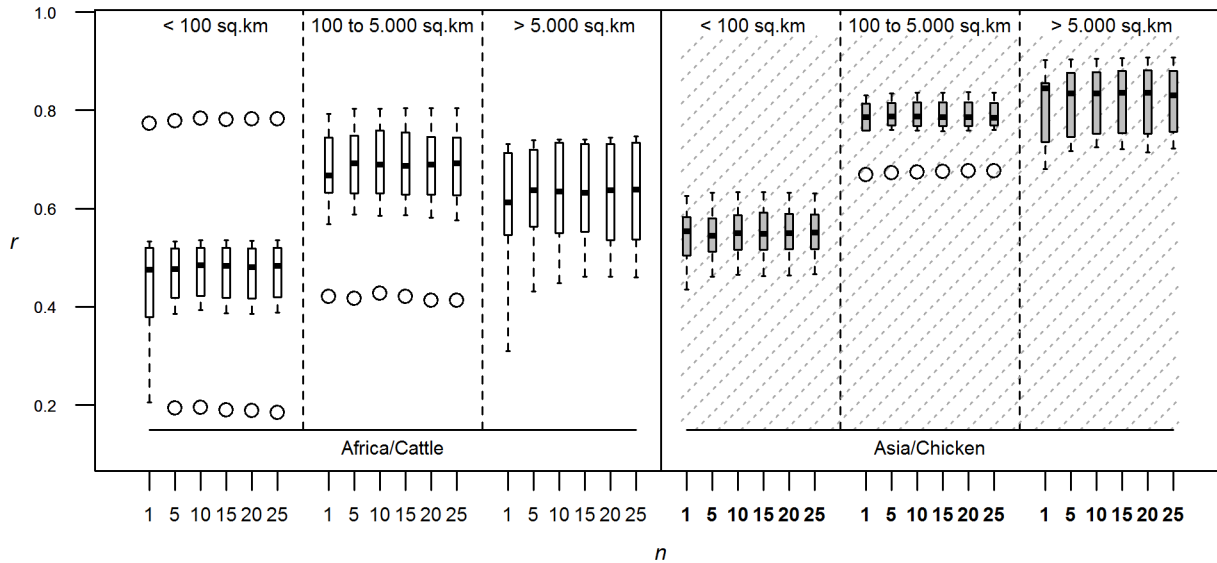 < 100 sq.km 100 to 5.000 sq.km > 5.000 sq.km < 100 sq.km 100 to 5.000 sq.km > 5.000 sq.km
1.0
0.8
0.6
r
0.4
0.2
Africa/Cattle Asia/Chicken
1 5 10 15 20 25 1 5 10 15 20 25 1 5 10 15 20 25 1 5 10 15 20 25 1 5 10 15 20 25 1 5 10 15 20 25
n